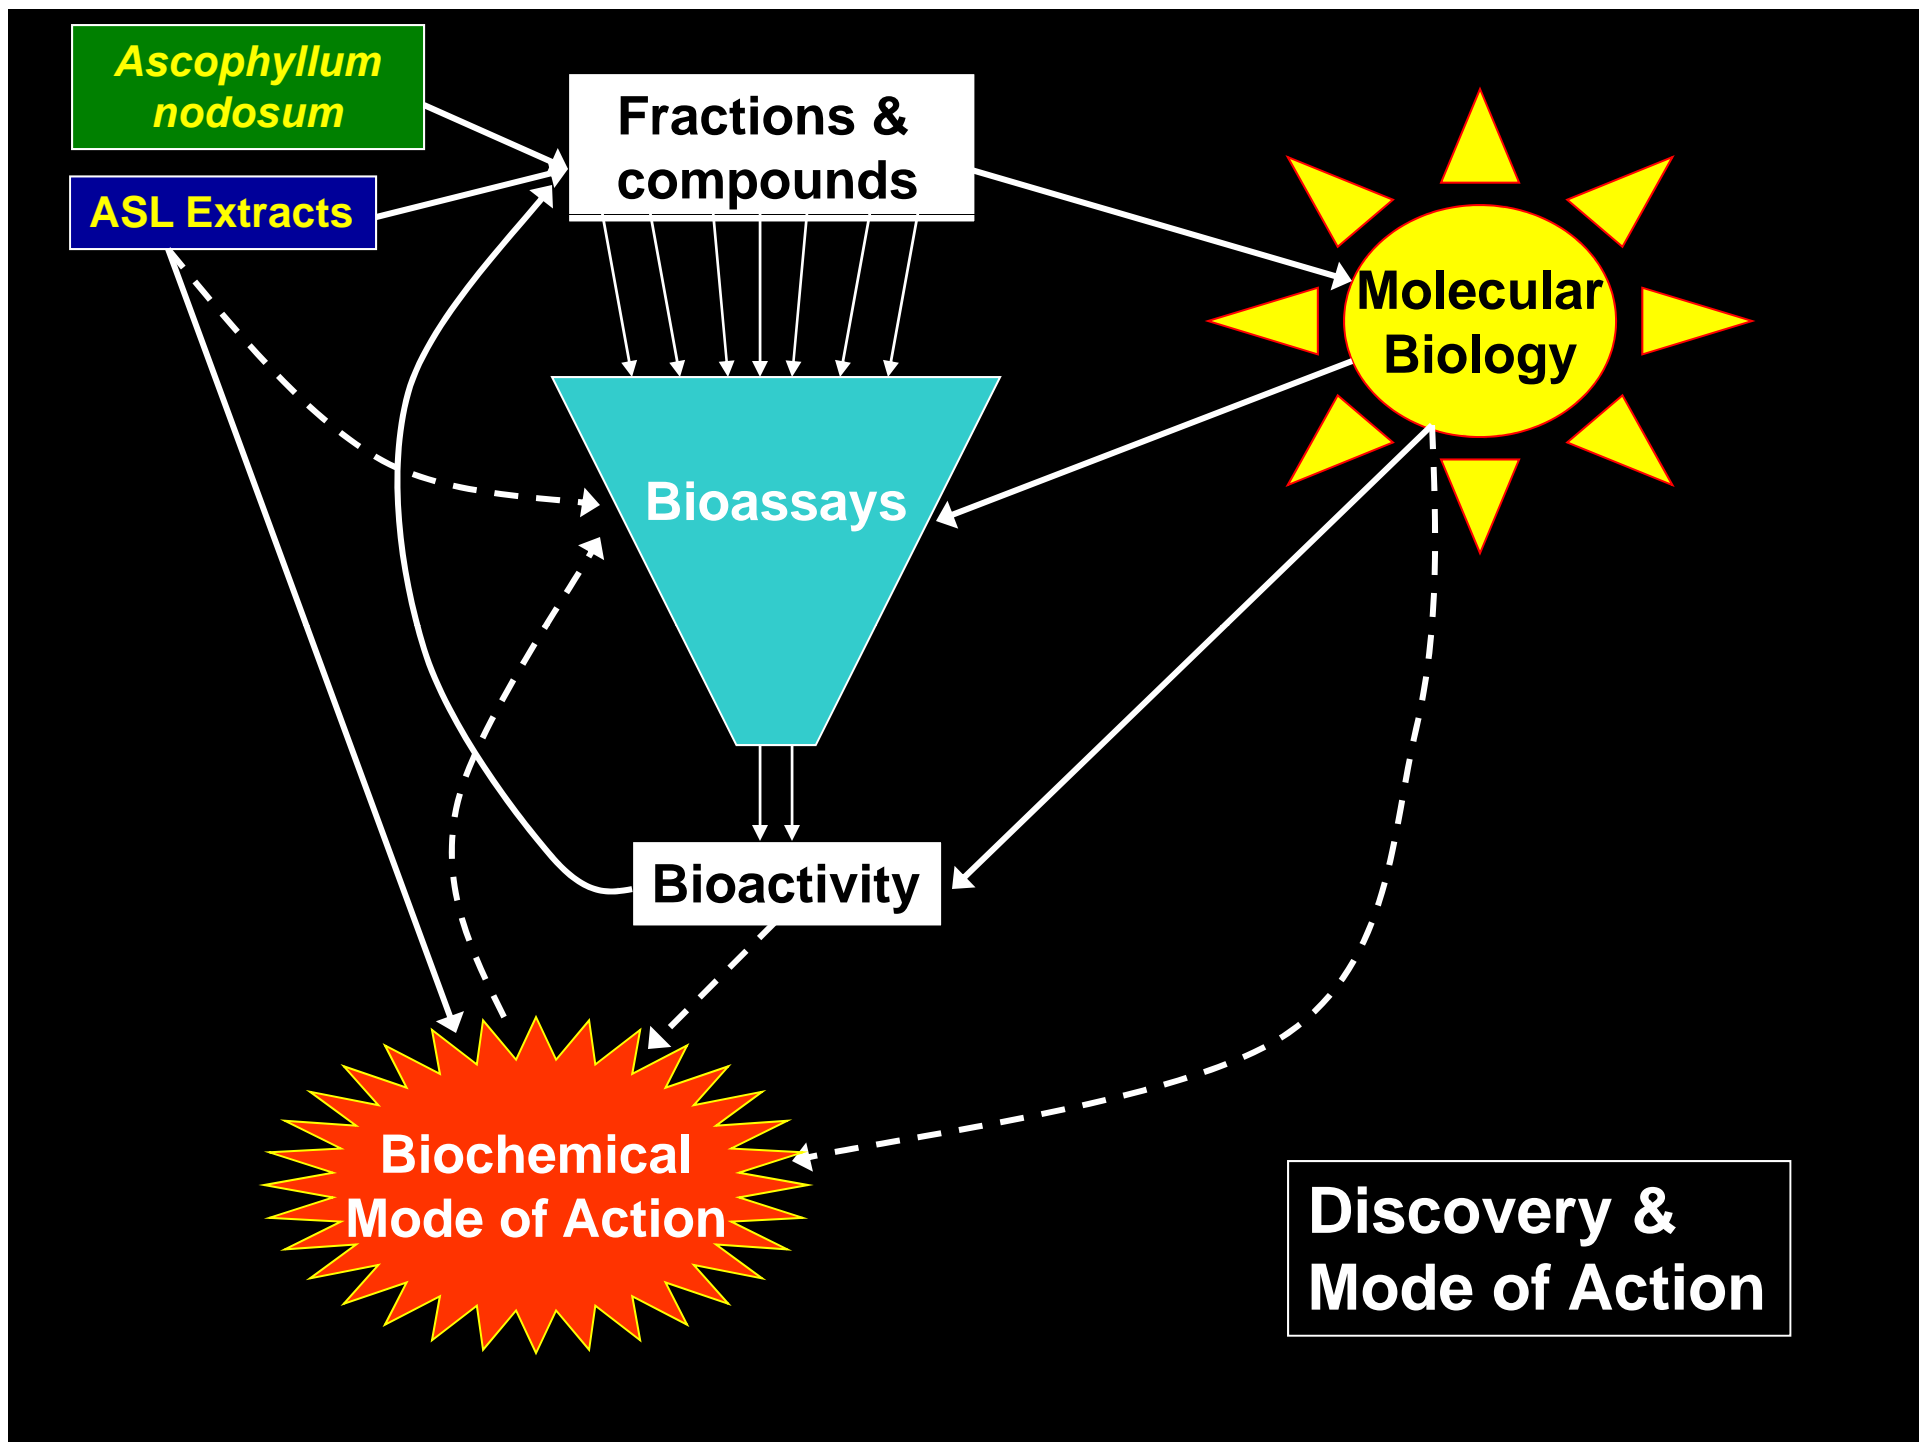 Ascophyllum
nodosum
ASL Extracts
Fractions &
compounds
Molecular
Biology
Bioassays
Bioactivity
Biochemical
Mode of Action
Discovery &
Mode of Action